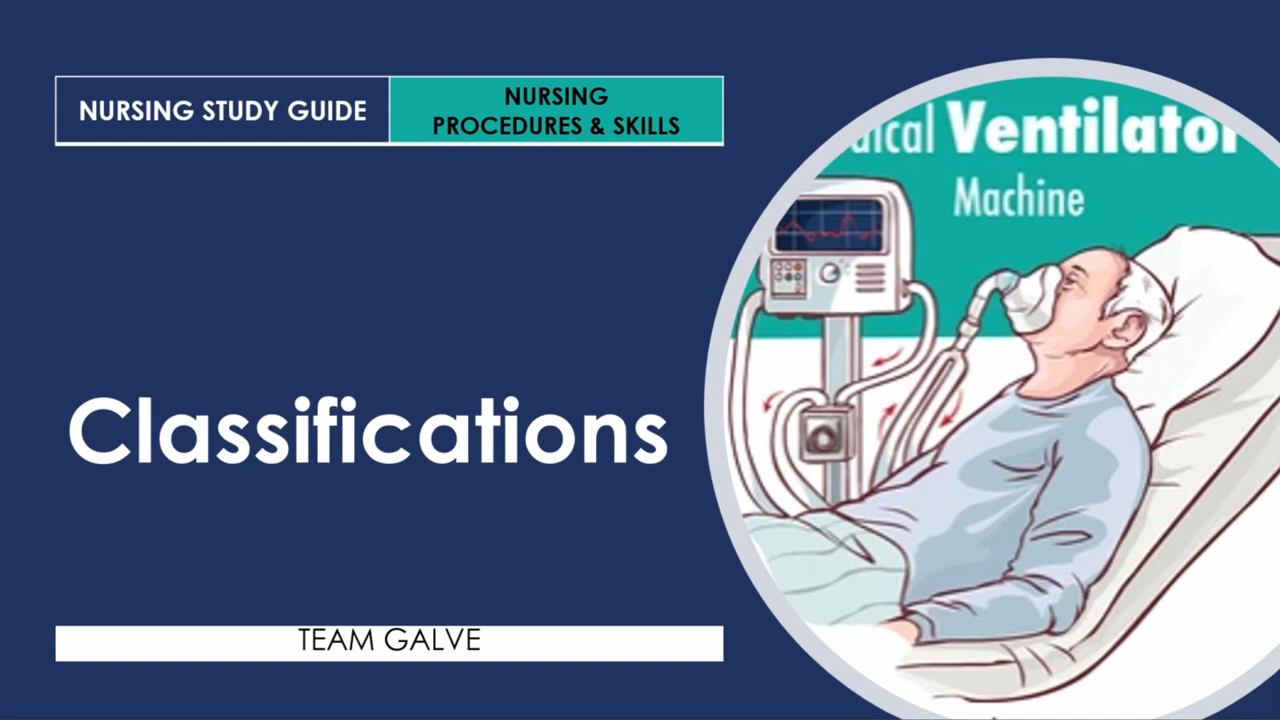 NURSING STUDY GUIDE
NURSING
PROCEDURES & SKILLS
Ventilator
Machine
Classifications
TEAM GALVE